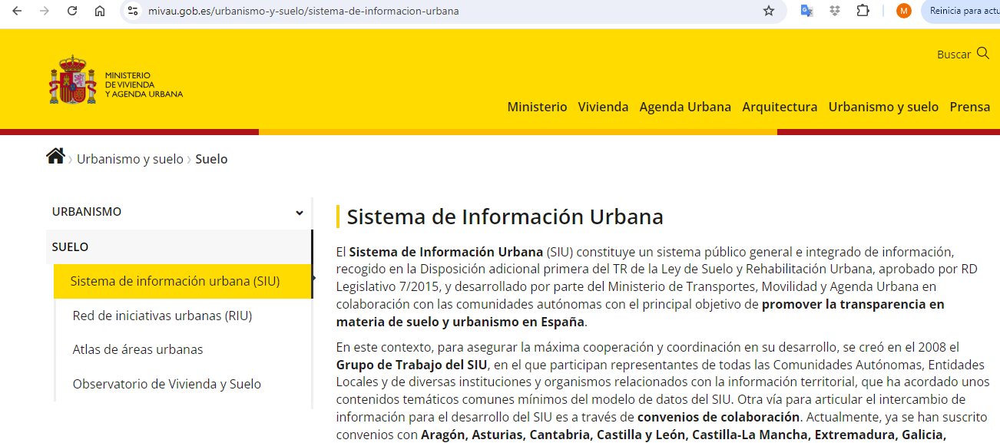 mivau.gob.es/urbanismo-y-suelo/sistema-de-informacion-urbana
M
Reinicia para actu
Buscar
MINISTERIO
DE VIVIENDA
Y AGENDA URBANA
Ministerio Vivienda Agenda Urbana Arquitectura Urbanismo y suelo Prensa
Urbanismo y suelo › Suelo
URBANISMO
SUELO
Sistema de información urbana (SIU)
Red de iniciativas urbanas (RIU)
Atlas de áreas urbanas
Observatorio de Vivienda y Suelo
Sistema de Información Urbana
El Sistema de Información Urbana (SIU) constituye un sistema público general e integrado de información,
recogido en la Disposición adicional primera del TR de la Ley de Suelo y Rehabilitación Urbana, aprobado por RD
Legislativo 7/2015, y desarrollado por parte del Ministerio de Transportes, Movilidad y Agenda Urbana en
colaboración con las comunidades autónomas con el principal objetivo de promover la transparencia en
materia de suelo y urbanismo en España.
En este contexto, para asegurar la máxima cooperación y coordinación en su desarrollo, se creó en el 2008 el
Grupo de Trabajo del SIU, en el que participan representantes de todas las Comunidades Autónomas, Entidades
Locales y de diversas instituciones y organismos relacionados con la información territorial, que ha acordado unos
contenidos temáticos comunes mínimos del modelo de datos del SIU. Otra vía para articular el intercambio de
información para el desarrollo del SIU es a través de convenios de colaboración. Actualmente, ya se han suscrito
convenios con Aragón, Asturias, Cantabria, Castilla y León, Castilla-La Mancha, Extremadura, Galicia,